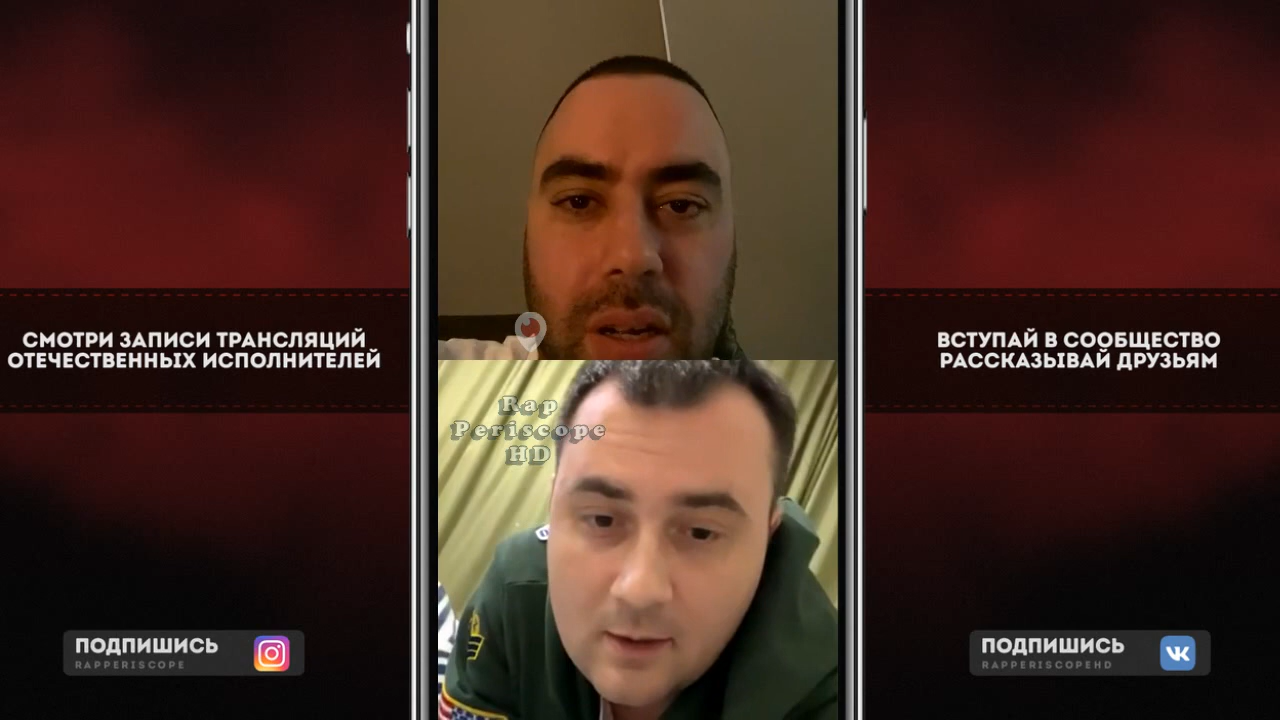 СМОТРИ ЗАПИСИ ТРАНСЛЯЦИЙ
ОТЕЧЕСТВЕННЫХ ИСПОЛНИТЕЛЕЙ
ПОДПИШИСЬ
RAPPERISCOPE
Rap
Periscope
HD
ВСТУПАЙ В СООБЩЕСТВО
РАССКАЗЫВАЙ ДРУЗЬЯМ
ПОДПИШИСЬ
RAPPERISCOPEHD